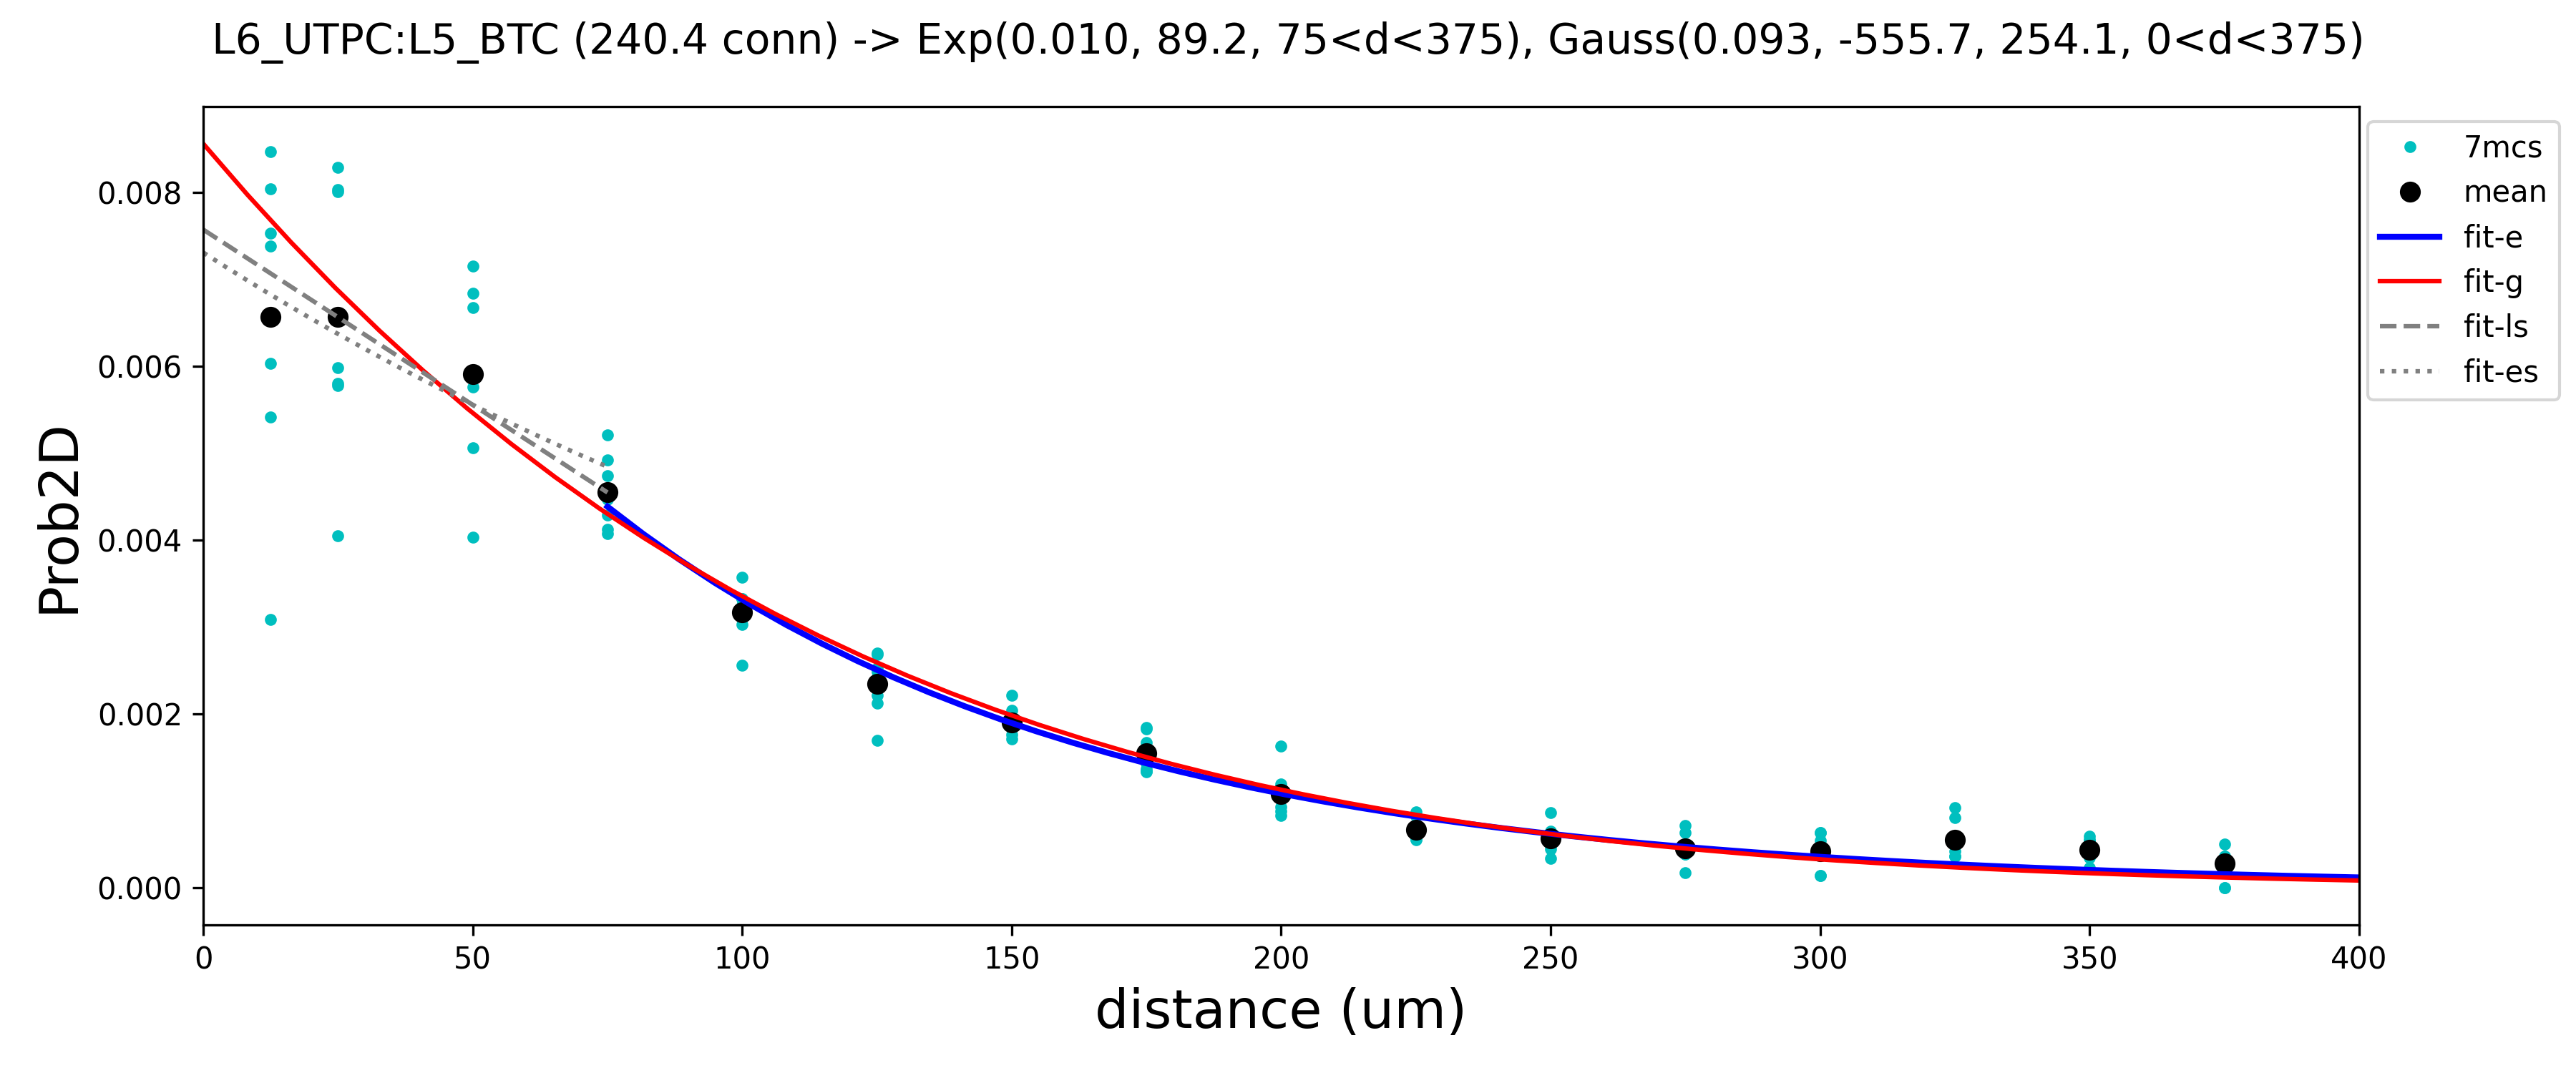 L6_UTPC:L5_BTC (240.4 conn) -> Exp(0.010, 89.2, 75<d<375), Gauss(0.093, -555.7, 254.1, 0<d<375)
7mcs
mean
fit-e
fit-g
fit-ls
fit-es
Prob2D
0.008
0.006
0.004
0.002
0.000
0 50 100 150 200 250 300 350 400
distance (um)